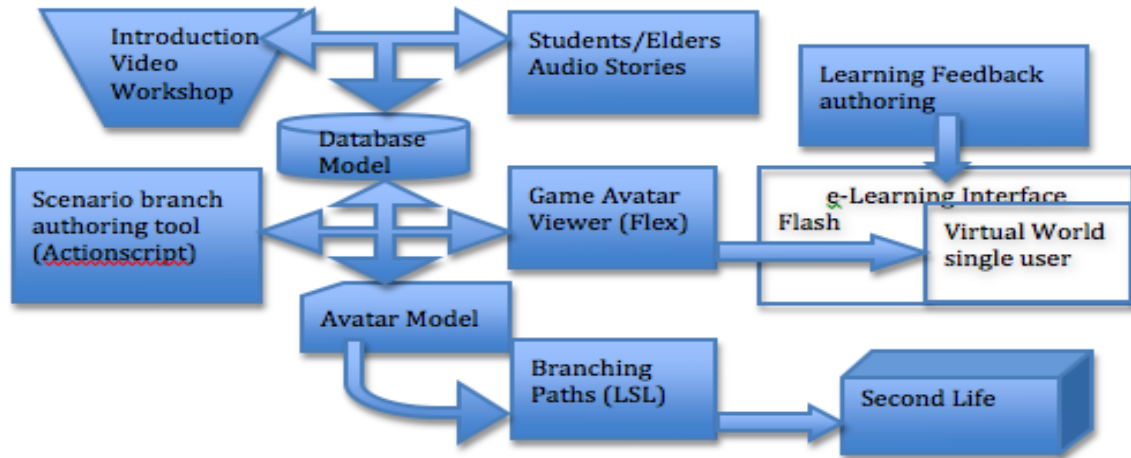 Introduction
Video
Workshop
Students/Elders
Audio Stories
Learning Feedback
authoring
Database
Model
Scenario branch
authoring tool
(Actionscript)
Game Avatar
Viewer (Flex)
e-Learning Interface
Flash
Virtual World
single user
Avatar Model
Branching
Paths (LSL)
Second Life